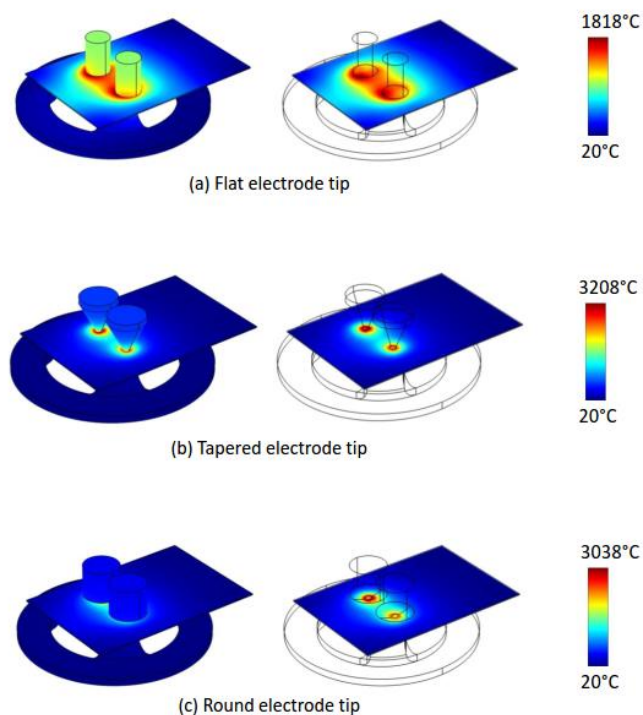 1818°C
20°C
(a) Flat electrode tip
3208°C
20°C
(b) Tapered electrode tip
3038°C
20°C
(c) Round electrode tip